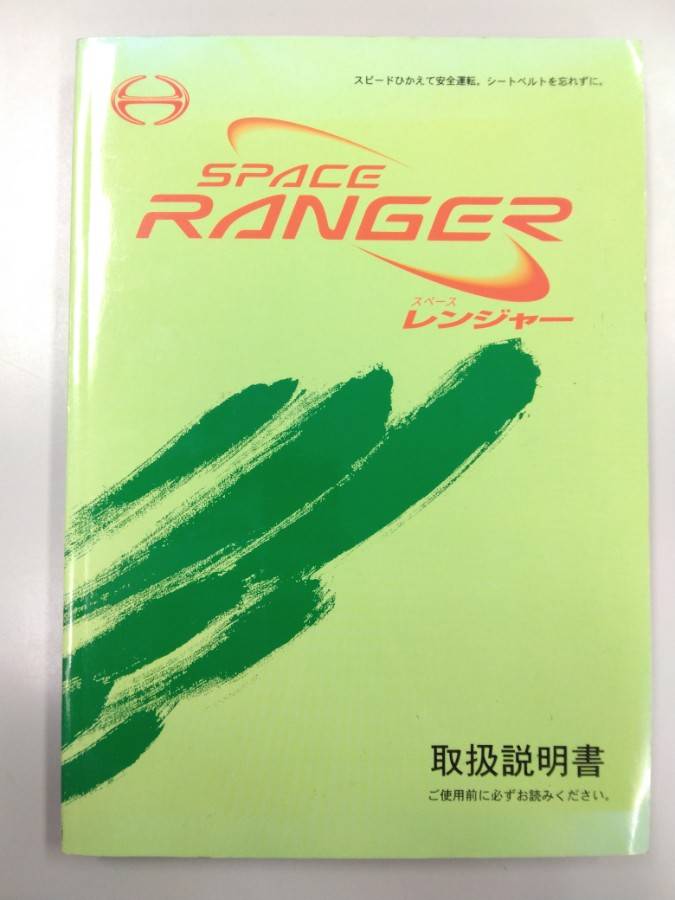 スピードひかえて安全運転。シートベルトを忘れずに。
SPACE
RANGER
スペース
レンジャー
取扱説明書
ご使用前に必ずお読みください。